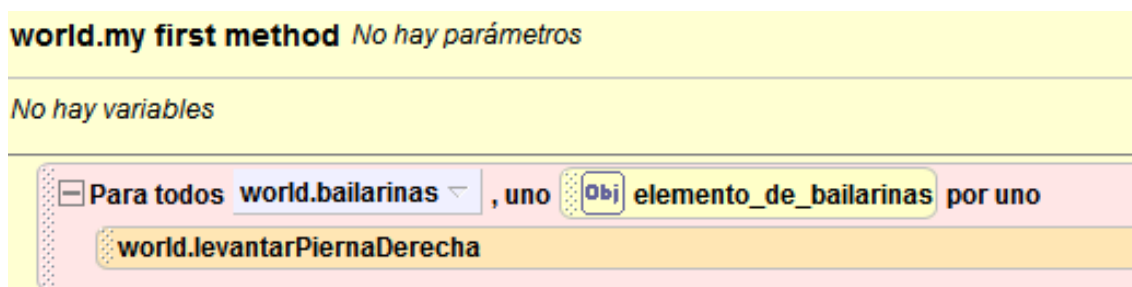 world.my first method No hay parámetros
No hay variables
Para todos world.bailarinas , uno Obj elemento_de_bailarinas por uno
world.levantarPiernaDerecha